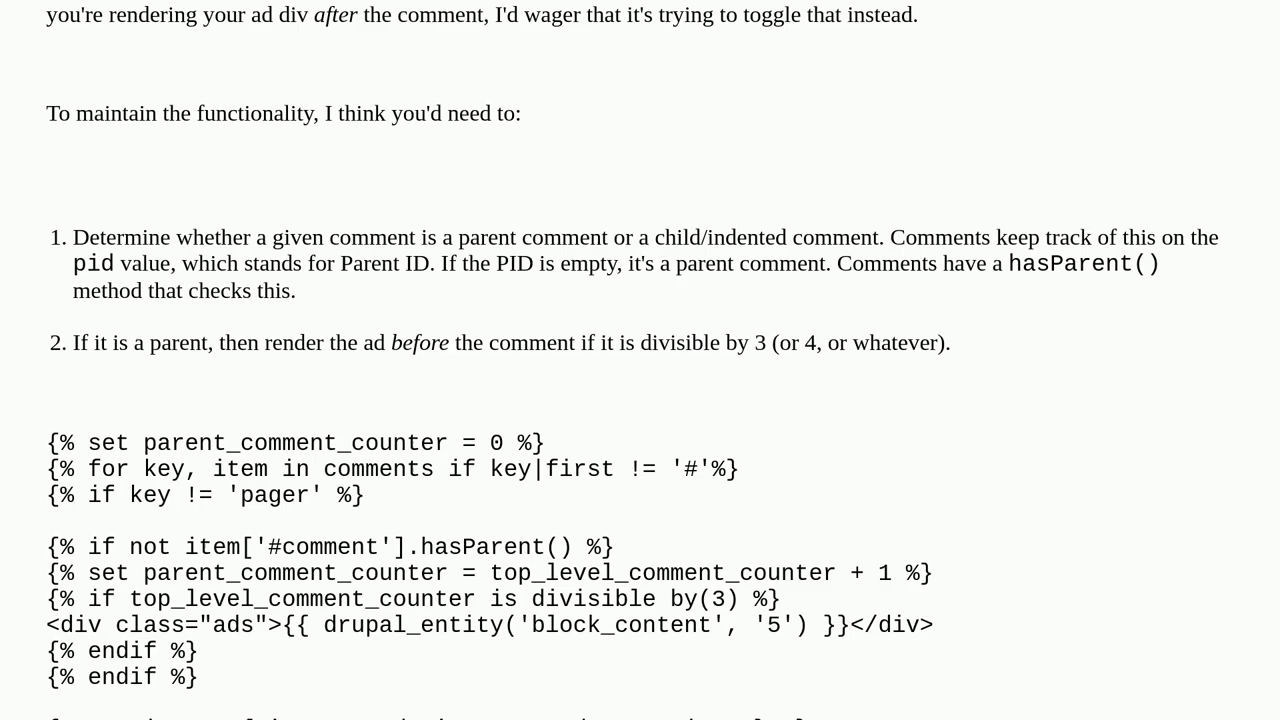 you're rendering your ad div after the comment, I'd wager that it's trying to toggle that instead.
To maintain the functionality, I think you'd need to:
1. Determine whether a given comment is a parent comment or a child/indented comment. Comments keep track of this on the
pid value, which stands for Parent ID. If the PID is empty, it's a parent comment. Comments have a hasParent()
method that checks this.
2. If it is a parent, then render the ad before the comment if it is divisible by 3 (or 4, or whatever).
{% set parent_comment_counter = 0 %}
{% for key, item in comments if key|first != '#'%}
{% if key != 'pager' %}
{% if not item['#comment'].hasParent() %}
{% set parent_comment_counter = top_level_comment_counter + 1 %}
{% if top_level_comment_counter is divisible by(3) %}
<div class="ads">{{ drupal_entity('block_content', '5') }}</div>
{% endif %}
{% endif %}